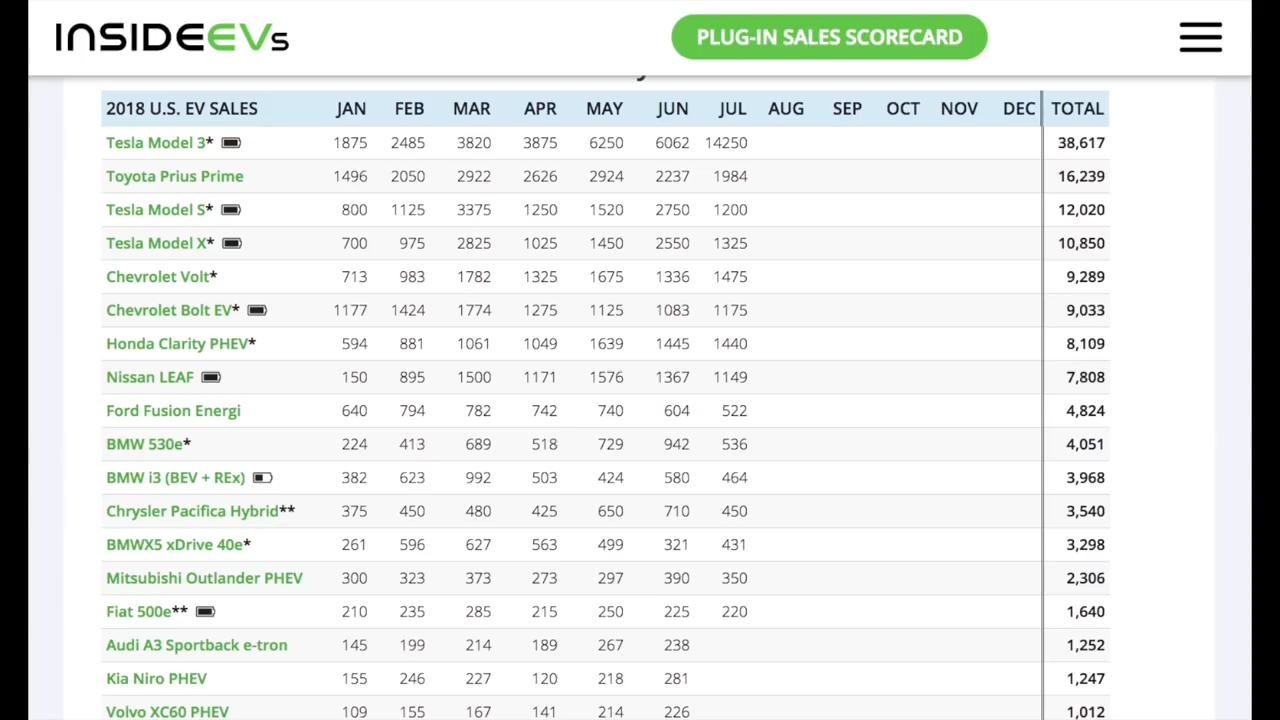 INSIDEEVs
PLUG-IN SALES SCORECARD
2018 U.S. EV SALES JAN FEB MAR APR MAY JUN JUL AUG SEP OCT NOV DEC TOTAL
Tesla Model 3* 1875 2485 3820 3875 6250 6062 14250 38,617
Toyota Prius Prime 1496 2050 2922 2626 2924 2237 1984 16,239
Tesla Model S* 800 1125 3375 1250 1520 2750 1200 12,020
Tesla Model X* 700 975 2825 1025 1450 2550 1325 10,850
Chevrolet Volt* 713 983 1782 1325 1675 1336 1475 9,289
Chevrolet Bolt EV* 1177 1424 1774 1275 1125 1083 1175 9,033
Honda Clarity PHEV* 594 881 1061 1049 1639 1445 1440 8,109
Nissan LEAF 150 895 1500 1171 1576 1367 1149 7,808
Ford Fusion Energi 640 794 782 742 740 604 522 4,824
BMW 530e* 224 413 689 518 729 942 536 4,051
BMW i3 (BEV + REx) 382 623 992 503 424 580 464 3,968
Chrysler Pacifica Hybrid** 375 450 480 425 650 710 450 3,540
BMWX5 xDrive 40e* 261 596 627 563 499 321 431 3,298
Mitsubishi Outlander PHEV 300 323 373 273 297 390 350 2,306
Fiat 500e** 210 235 285 215 250 225 220 1,640
Audi A3 Sportback e-tron 145 199 214 189 267 238 1,252
Kia Niro PHEV 155 246 227 120 218 281 1,247
Volvo XC60 PHEV 109 155 167 141 214 226 1,012